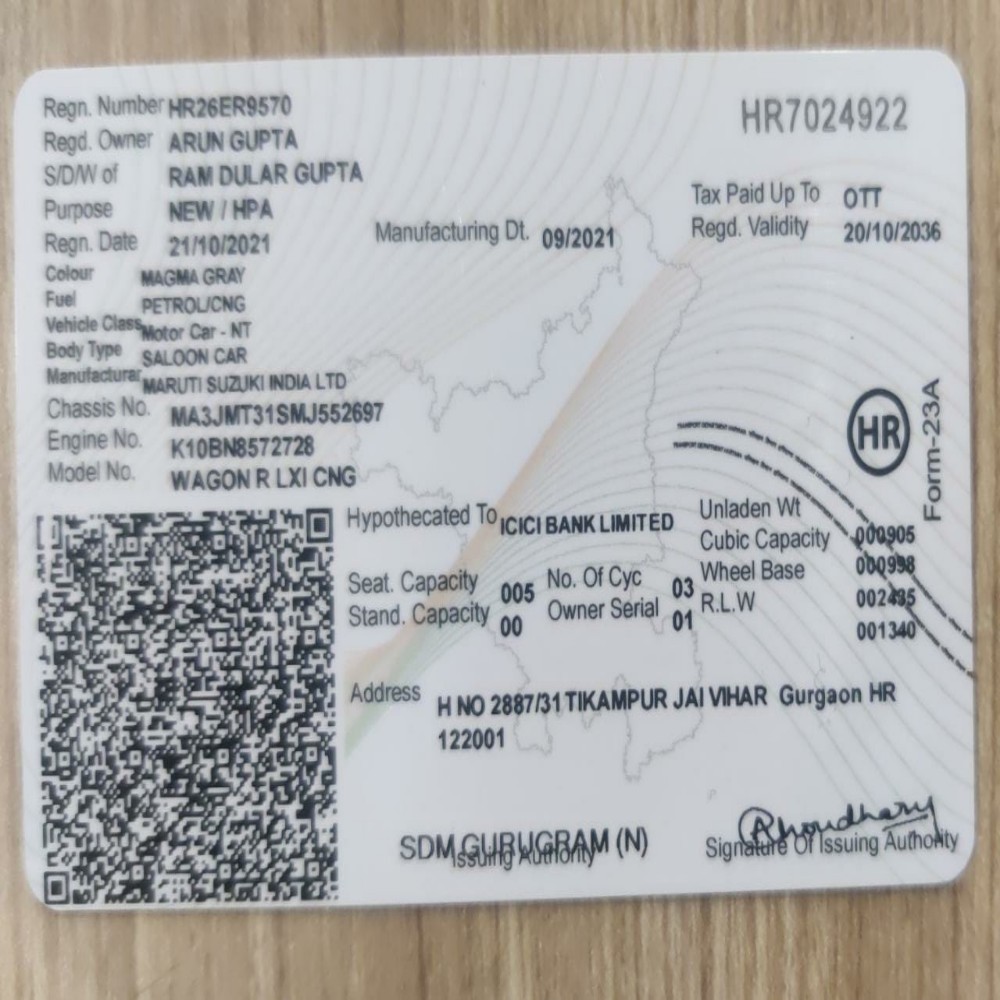 Regn. Number HR26ER9570
HR7024922
Regd. Owner ARUN GUPTA
S/D/W of RAM DULAR GUPTA
Purpose NEW / HPA
Tax Paid Up To OTT
Regn. Date 21/10/2021
Manufacturing Dt. 09/2021
Regd. Validity 20/10/2036
Colour MAGMA GRAY
Fuel PETROL/CNG
Vehicle Class Motor Car - NT
Body Type SALOON CAR
Manufacturar MARUTI SUZUKI INDIA LTD
Chassis No. MA3JMT31SMJ552697
Engine No. K10BN8572728
Model No. WAGON R LXI CNG
HR
Form-23A
Hypothecated To ICICI BANK LIMITED
Unladen Wt 000905
Cubic Capacity 000998
Seat. Capacity 005 No. Of Cyc 03
Wheel Base 002435
Stand. Capacity 00 Owner Serial 01
R.L.W 001340
Address H NO 2887/31 TIKAMPUR JAI VIHAR Gurgaon HR
122001
SDM GURUGRAM (N)
Issuing Authority
Signature Of Issuing Authority